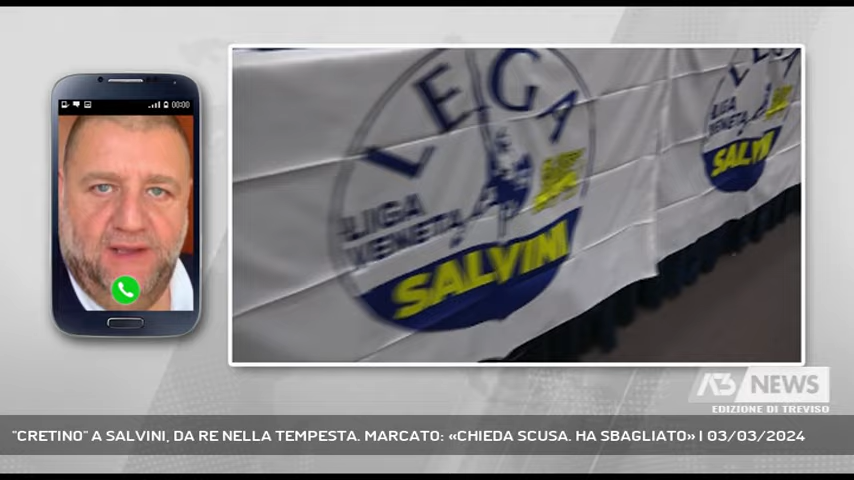 00:00
LEGA
LIGA
VENETA
SALVINI
LEGA
LIGA
VENETA
SALVINI
A3 NEWS
EDIZIONE DI TREVISO
"CRETINO" A SALVINI, DA RE NELLA TEMPESTA. MARCATO: «CHIEDA SCUSA. HA SBAGLIATO» | 03/03/2024